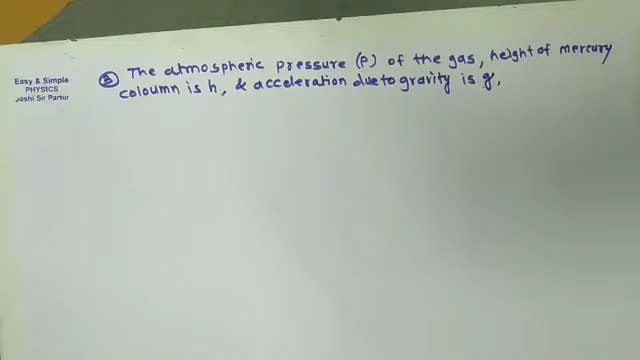 Easy & Simple
PHYSICS
Joshi Sir Partur
③ The atmospheric pressure (P) of the gas, height of mercury
coloumn is h, & acceleration due to gravity is g,